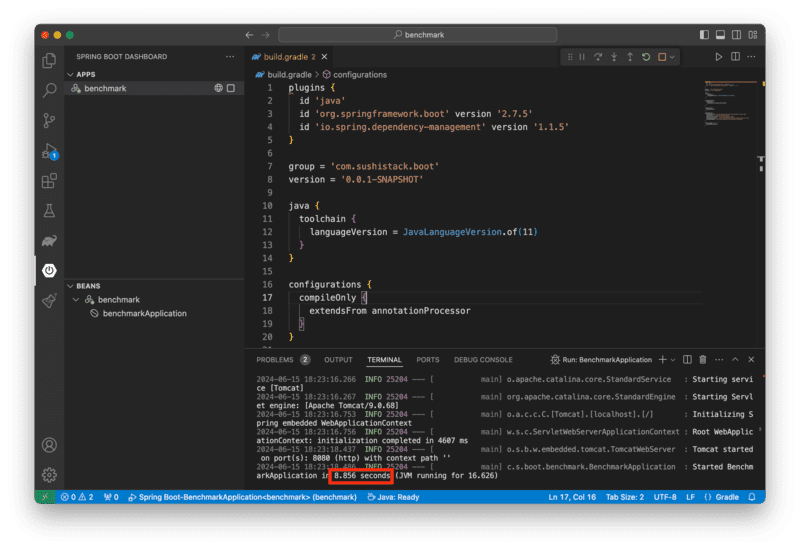 benchmark
SPRING BOOT DASHBOARD
APPS
benchmark
BEANS
benchmark
benchmarkApplication
1
build.gradle 2
build.gradle > configurations
1 plugins {
2 id 'java'
3 id 'org.springframework.boot' version '2.7.5'
4 id 'io.spring.dependency-management' version '1.1.5'
5 }
6
7 group = 'com.sushistack.boot'
8 version = '0.0.1-SNAPSHOT'
9
10 java {
11 toolchain {
12 languageVersion = JavaLanguageVersion.of(11)
13 }
14 }
15
16 configurations {
17 compileOnly {
18 extendsFrom annotationProcessor
19 }
20 }
PROBLEMS 2 OUTPUT TERMINAL PORTS DEBUG CONSOLE Run: BenchmarkApplication
2024-06-15 18:23:16.266 INFO 25204 --- [ main] o.apache.catalina.core.StandardService : Starting servi
ce [Tomcat]
2024-06-15 18:23:16.267 INFO 25204 --- [ main] org.apache.catalina.core.StandardEngine : Starting Servl
et engine: [Apache Tomcat/9.0.68]
2024-06-15 18:23:16.753 INFO 25204 --- [ main] o.a.c.c.C.[Tomcat].[localhost].[/] : Initializing S
pring embedded WebApplicationContext
2024-06-15 18:23:16.756 INFO 25204 --- [ main] w.s.c.ServletWebServerApplicationContext : Root WebApplic
ationContext: initialization completed in 4607 ms
2024-06-15 18:23:18.437 INFO 25204 --- [ main] o.s.b.w.embedded.tomcat.TomcatWebServer : Tomcat started
on port(s): 8080 (http) with context path ''
2024-06-15 18:23:18.486 INFO 25204 --- [ main] c.s.boot.benchmark.BenchmarkApplication : Started Benchm
arkApplication in 8.856 seconds (JVM running for 16.626)
0 2 0 Spring Boot-BenchmarkApplication<benchmark> (benchmark) Java: Ready Ln 17, Col 16 Tab Size: 2 UTF-8 LF { } Gradle